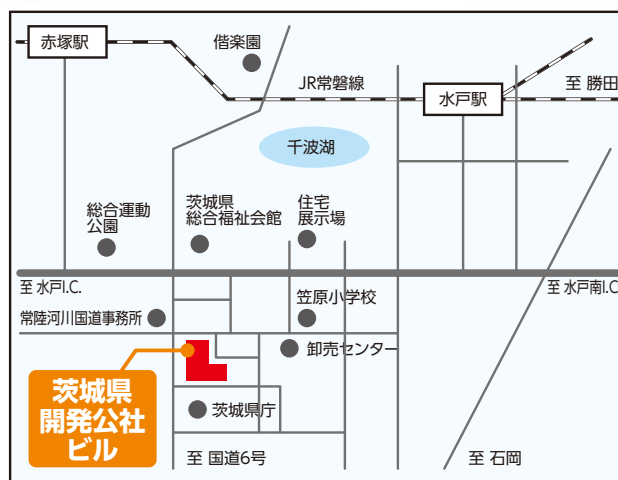 赤塚駅
偕楽園
JR常磐線
水戸駅
至 勝田
千波湖
総合運動
公園
茨城県
総合福祉会館
住宅
展示場
至 水戸I.C.
至 水戸南I.C.
常陸河川国道事務所
笠原小学校
卸売センター
茨城県
開発公社
ビル
茨城県庁
至 国道6号
至 石岡